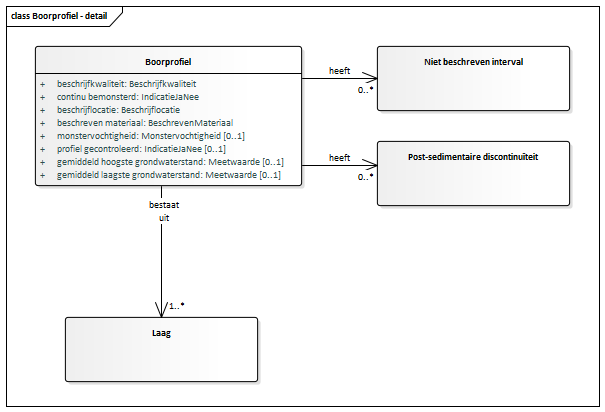 class Boorprofiel - detail
Boorprofiel
+ beschrijfkwaliteit: Beschrijfkwaliteit
+ continu bemonsterd: IndicatieJaNee
+ beschrijflocatie: Beschrijflocatie
+ beschreven materiaal: BeschrevenMateriaal
+ monstervochtigheid: Monstervochtigheid [0..1]
+ profiel gecontroleerd: IndicatieJaNee [0..1]
+ gemiddeld hoogste grondwaterstand: Meetwaarde [0..1]
+ gemiddeld laagste grondwaterstand: Meetwaarde [0..1]
heeft
0..*
Niet beschreven interval
heeft
0..*
Post-sedimentaire discontinuïteit
bestaat
uit
1..*
Laag